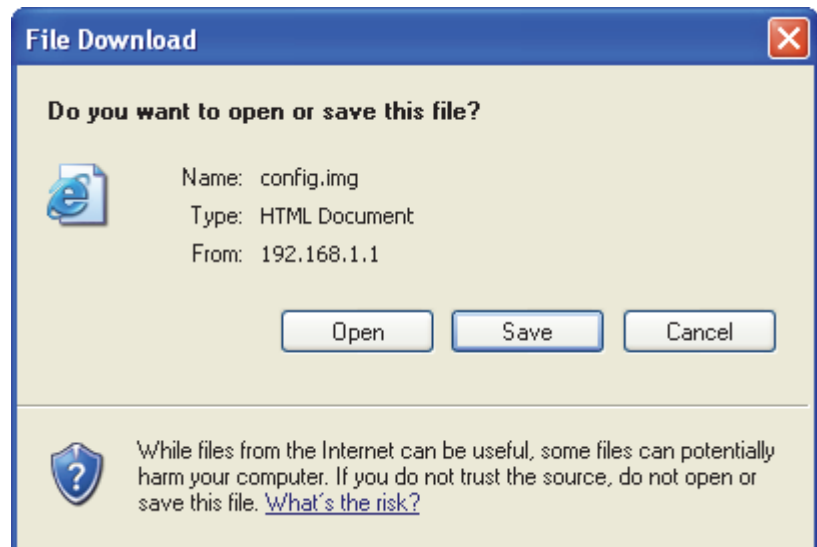 File Download
Do you want to open or save this file?
Name: config.img
Type: HTML Document
From: 192.168.1.1
Open Save Cancel
While files from the Internet can be useful, some files can potentially
harm your computer. If you do not trust the source, do not open or
save this file. What's the risk?